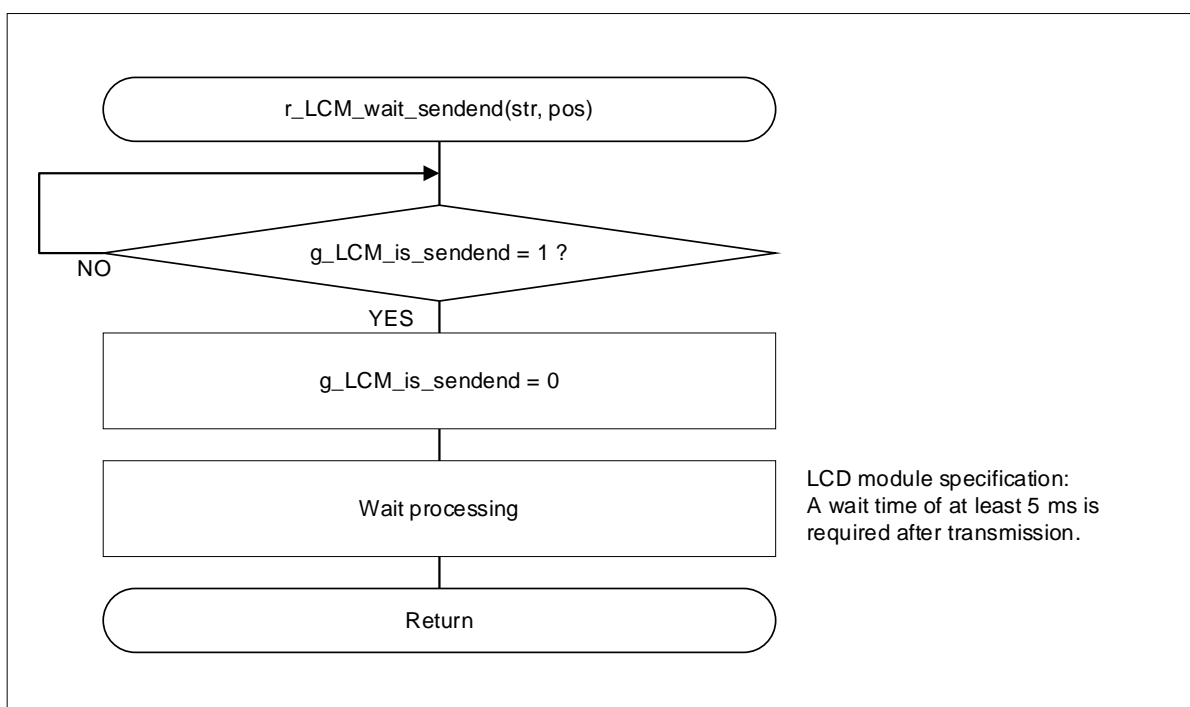 r_LCM_wait_sendend(str, pos)
g_LCM_is_sendend = 1 ?
NO
YES
g_LCM_is_sendend = 0
Wait processing
LCD module specification:
A wait time of at least 5 ms is
required after transmission.
Return